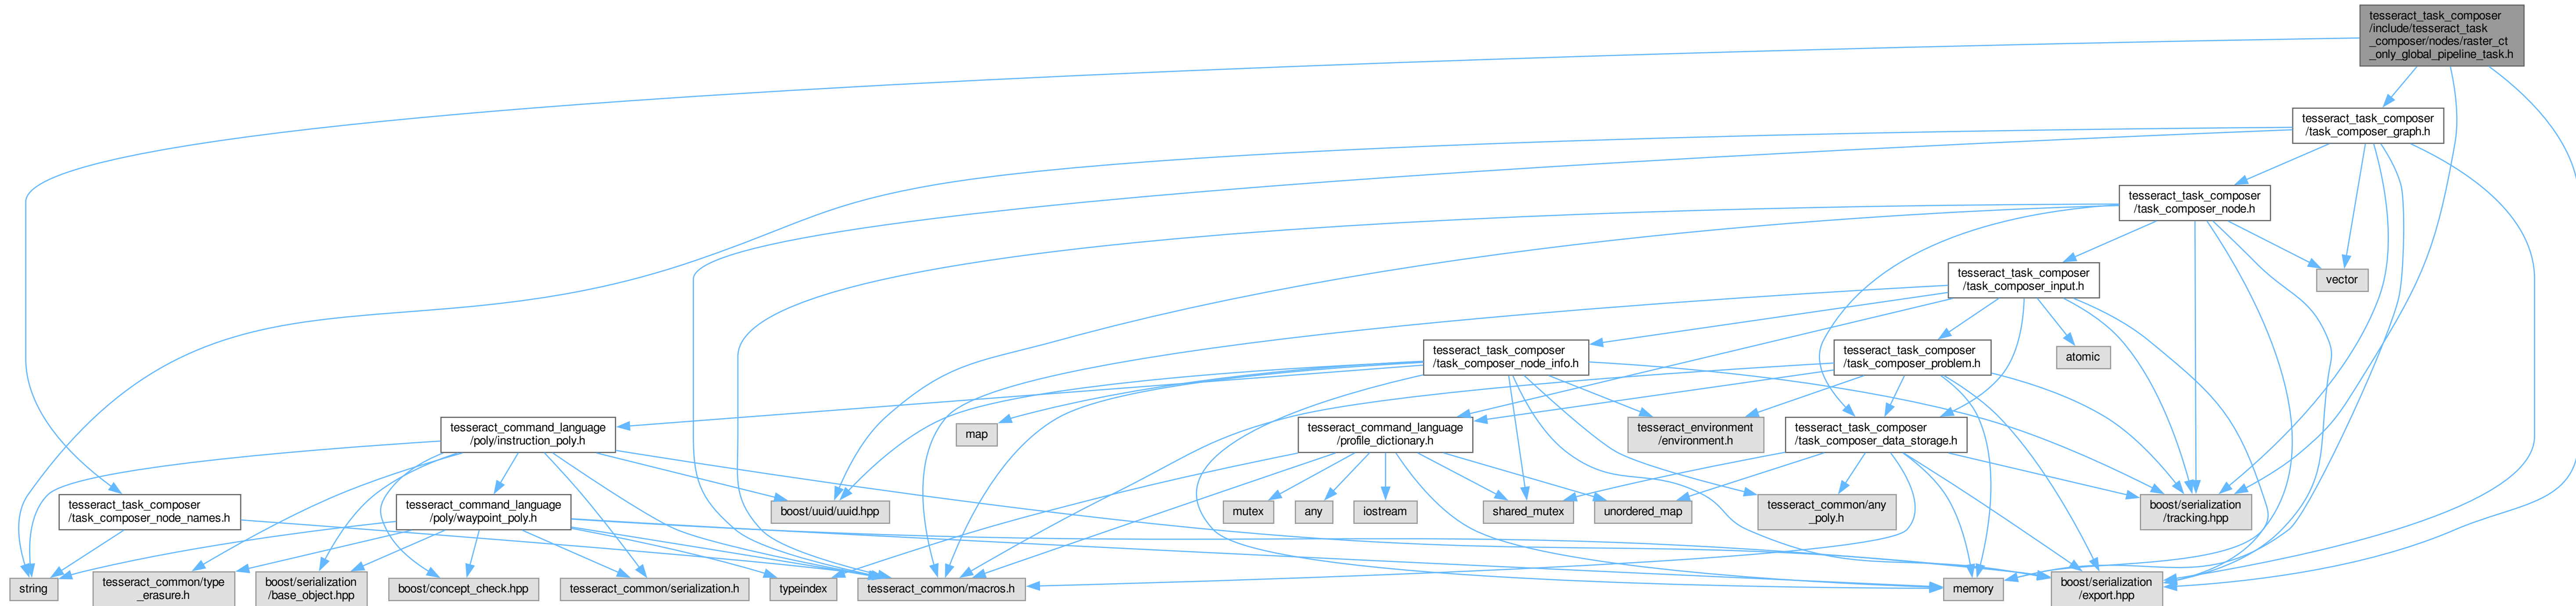 tesseract_task_composer
/include/tesseract_task
_composer/nodes/raster_ct
_only_global_pipeline_task.h
tesseract_task_composer
/task_composer_graph.h
tesseract_task_composer
/task_composer_node.h
tesseract_task_composer
/task_composer_input.h
vector
tesseract_task_composer
/task_composer_node_info.h
tesseract_task_composer
/task_composer_problem.h
atomic
tesseract_command_language
/poly/instruction_poly.h
map
tesseract_command_language
/profile_dictionary.h
tesseract_environment
/environment.h
tesseract_task_composer
/task_composer_data_storage.h
tesseract_task_composer
/task_composer_node_names.h
tesseract_command_language
/poly/waypoint_poly.h
boost/uuid/uuid.hpp
mutex
any
iostream
shared_mutex
unordered_map
tesseract_common/any
_poly.h
boost/serialization
/tracking.hpp
string
tesseract_common/type
_erasure.h
boost/serialization
/base_object.hpp
boost/concept_check.hpp
tesseract_common/serialization.h
typeindex
tesseract_common/macros.h
memory
boost/serialization
/export.hpp